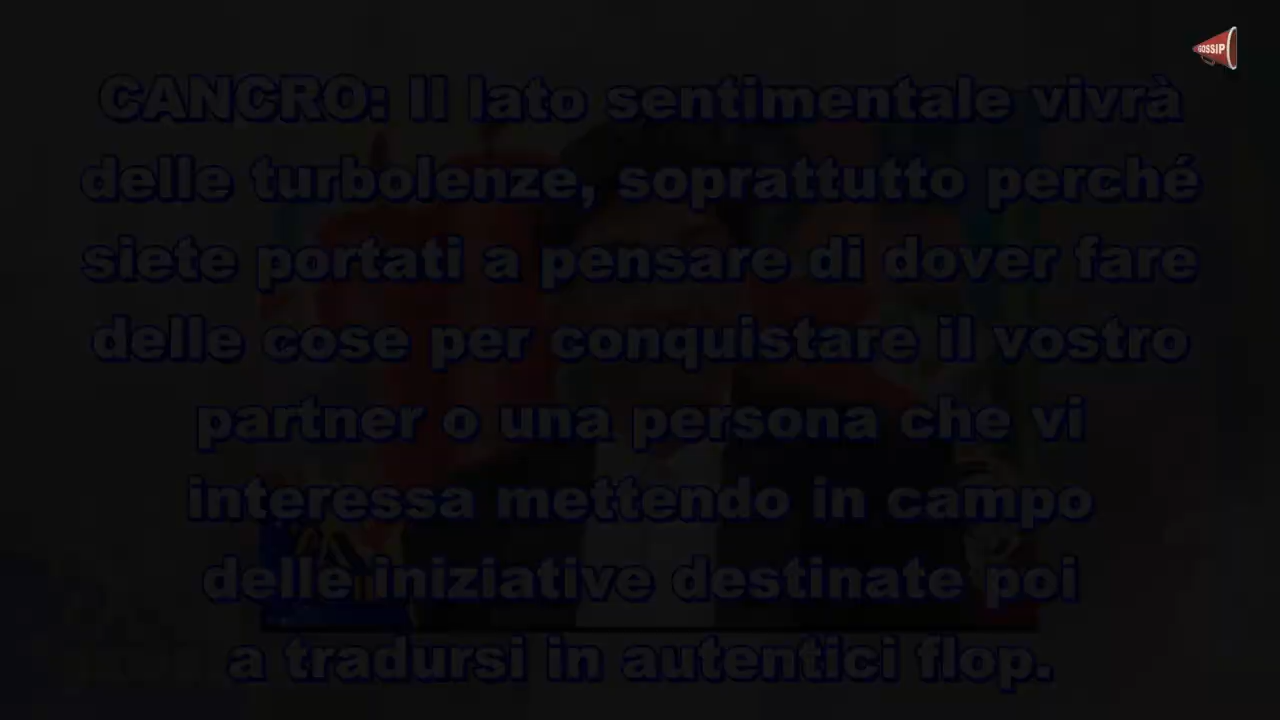 GOSSIP
CANCRO: Il lato sentimentale vivrà
delle turbolenze, soprattutto perché
siete portati a pensare di dover fare
delle cose per conquistare il vostro
partner o una persona che vi
interessa mettendo in campo
delle iniziative destinate poi
a tradursi in autentici flop.